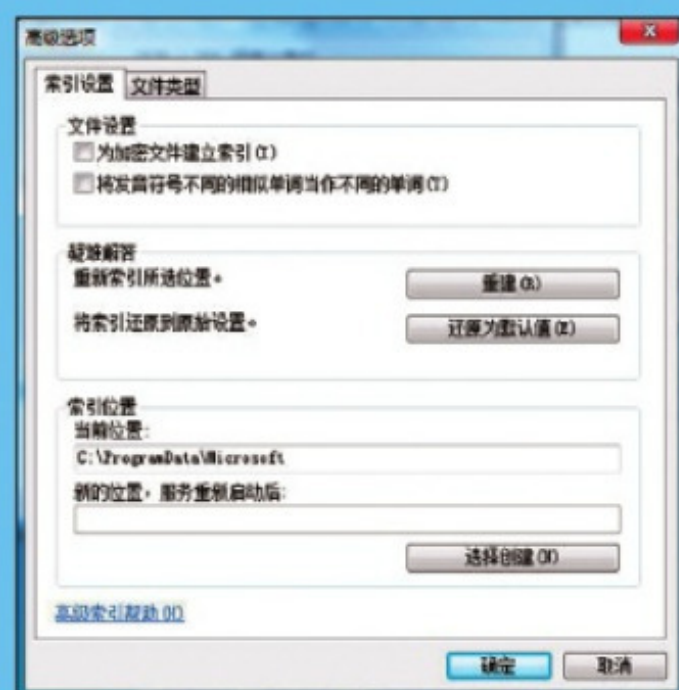 高级选项
索引设置 文件类型
文件设置
为加密文件建立索引(I)
将发音符号不同的相似单词当作不同的单词(T)
疑难解答
重新索引所选位置。 重建(R)
将索引还原到原始设置。 还原为默认值(E)
索引位置
当前位置:
C:\ProgramData\Microsoft
新的位置，服务重新启动后:
选择创建(N)
高级索引帮助(H)
确定 取消